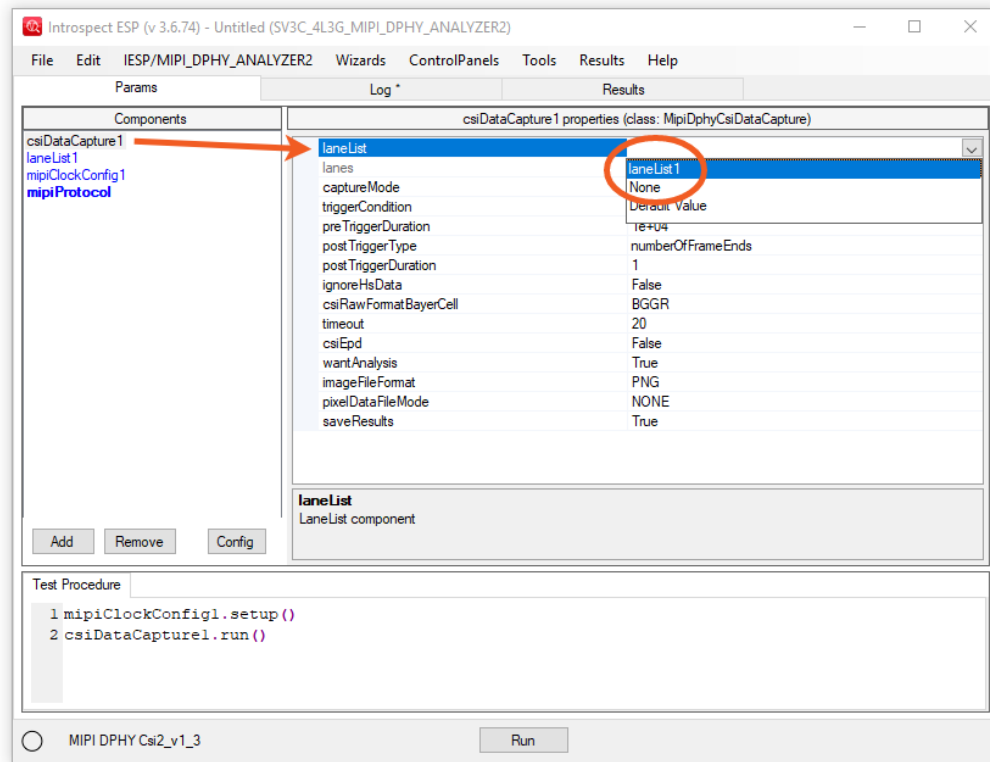 Introspect ESP (v 3.6.74) - Untitled (SV3C_4L3G_MIPI_DPHY_ANALYZER2)
File Edit IESP/MIPI_DPHY_ANALYZER2 Wizards ControlPanels Tools Results Help
Params Log * Results
Components
csiDataCapture1
laneList1
mipiClockConfig1
mipiProtocol
Add Remove Config
csiDataCapture1 properties (class: MipiDphyCsiDataCapture)
laneList
lanes laneList1
captureMode None
triggerCondition Default Value
preTriggerDuration 1e+04
postTriggerType numberOfFrameEnds
postTriggerDuration 1
ignoreHsData False
csiRawFormatBayerCell BGGR
timeout 20
csiEpd False
wantAnalysis True
imageFileFormat PNG
pixelDataFileMode NONE
saveResults True
laneList
LaneList component
Test Procedure
1 mipiClockConfig1.setup()
2 csiDataCapture1.run()
MIPI DPHY Csi2_v1_3 Run